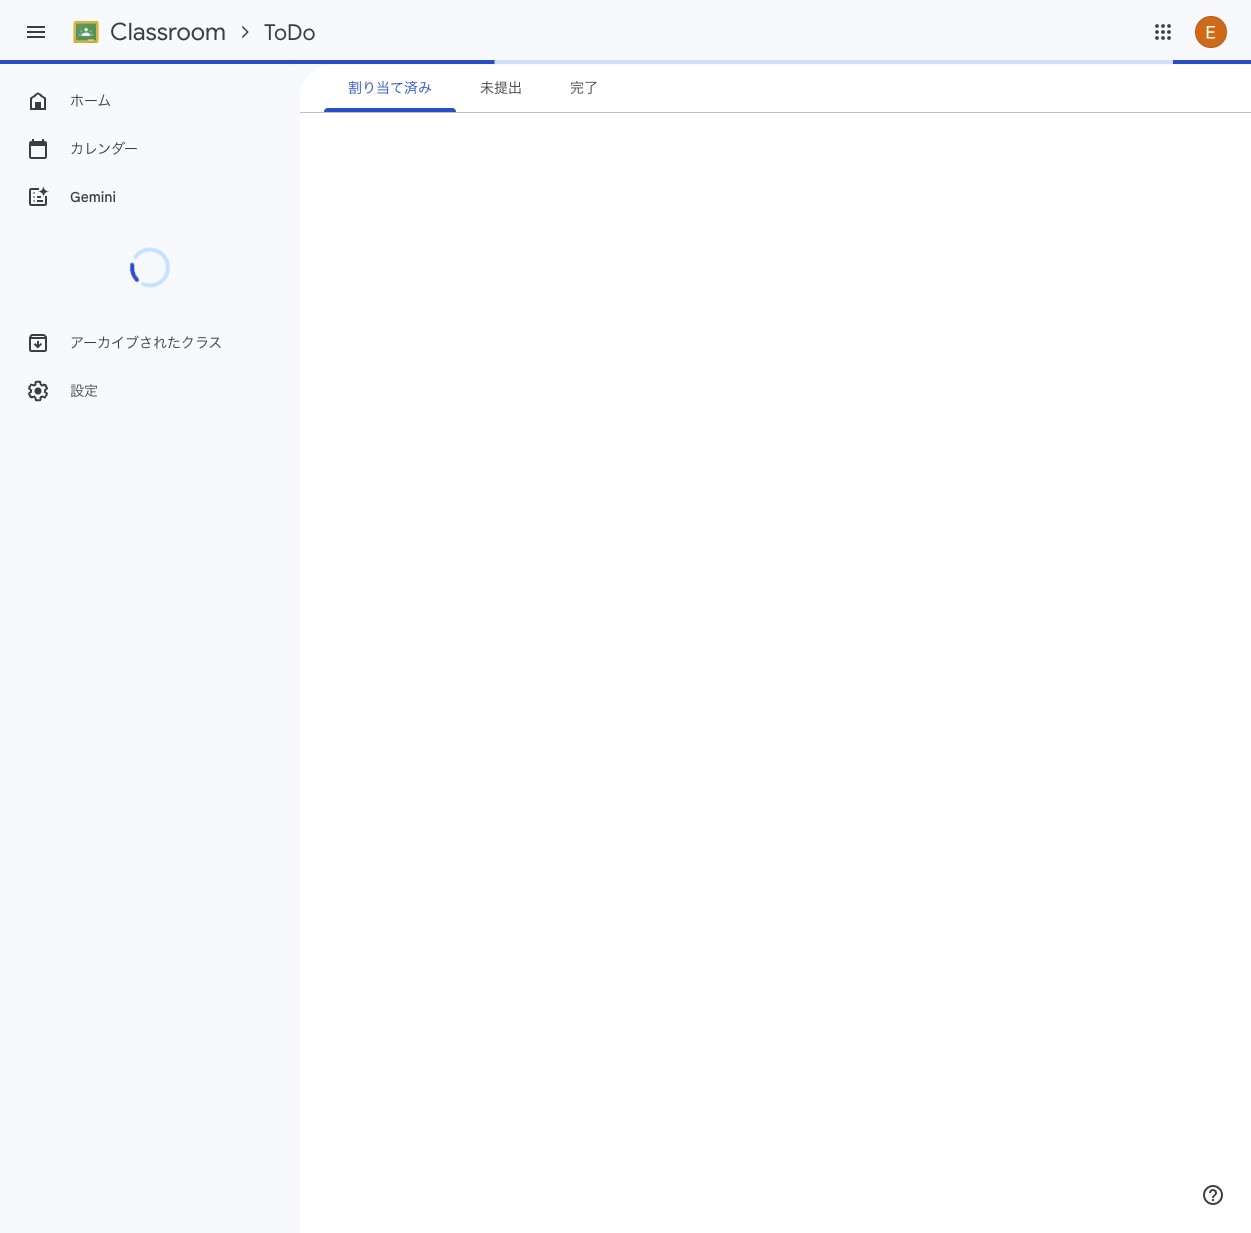 Classroom > ToDo
E
割り当て済み 未提出 完了
ホーム
カレンダー
Gemini
アーカイブされたクラス
設定